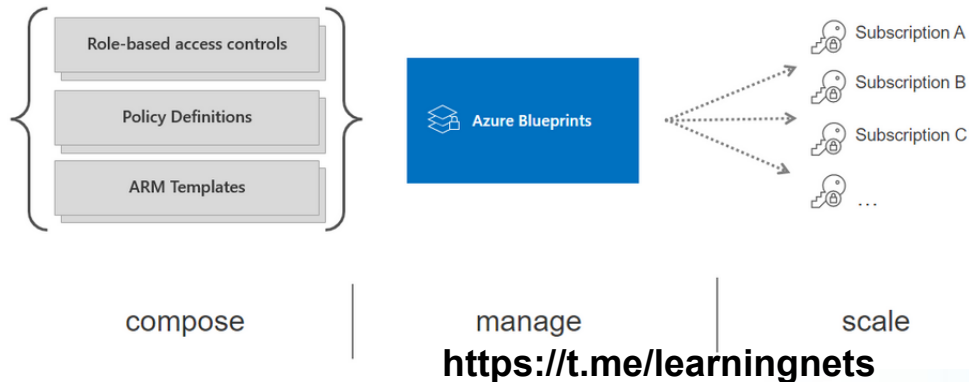 Role-based access controls
Policy Definitions
ARM Templates
Azure Blueprints
Subscription A
Subscription B
Subscription C
...
compose
manage
scale
https://t.me/learningnets